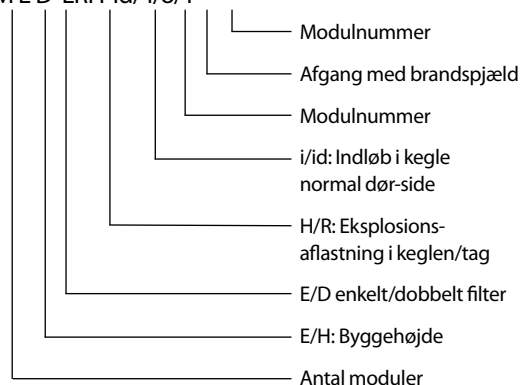 Modulnummer
Afgang med brandspjæld
Modulnummer
i/id: Indløb i kegle
normal dør-side
H/R: Eksplosions-
aflastning i keglen/tag
E/D enkelt/dobbelt filter
E/H: Byggehøjde
Antal moduler